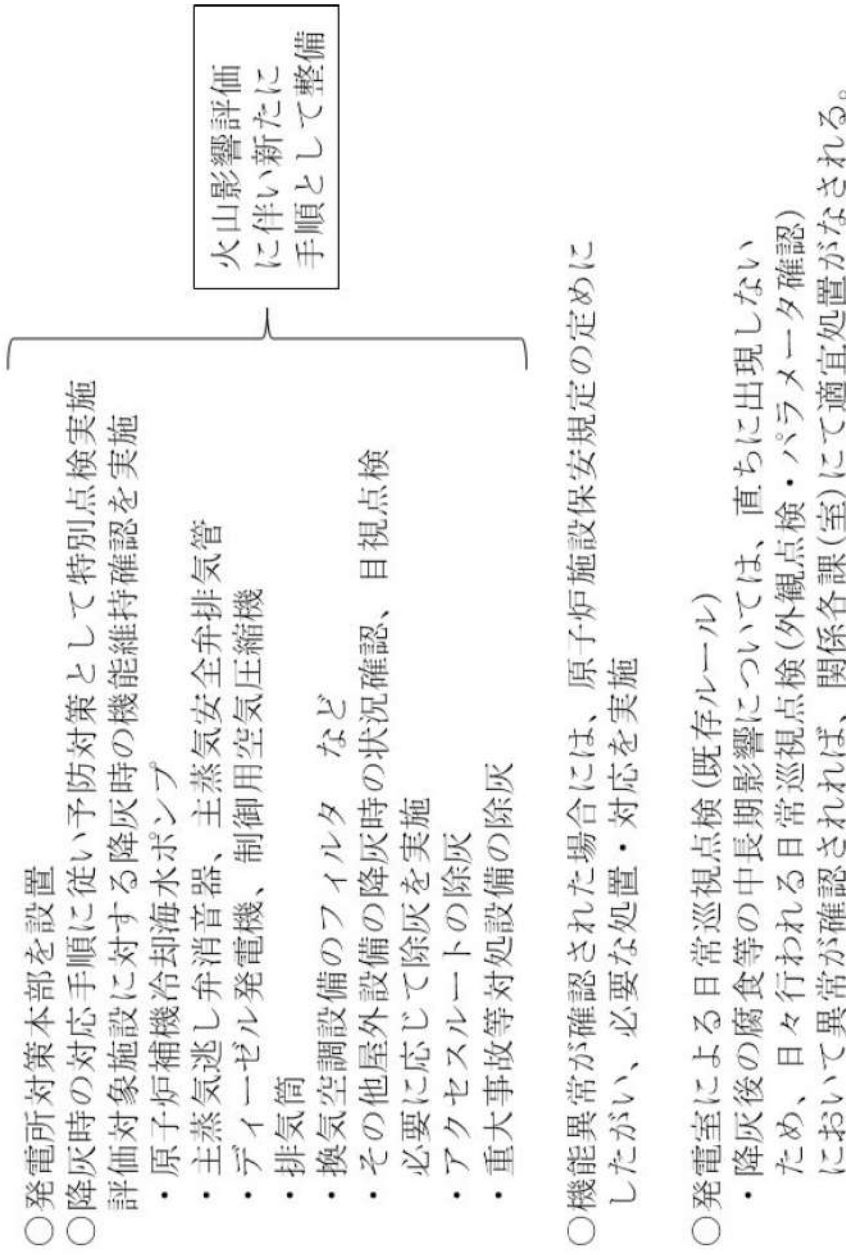 ○発電所対策本部を設置
○降灰時の対応手順に従い予防対策として特別点検実施
評価対象施設に対する降灰時の機能維持確認を実施
・原子炉補機冷却海水ポンプ
・主蒸気逃し弁消音器、主蒸気安全弁排気管
・ディーゼル発電機、制御用空気圧縮機
・排気筒
・換気空調設備のフィルタ　など
・その他屋外設備の降灰時の状況確認、目視点検
必要に応じて除灰を実施
・アクセスルートの除灰
・重大事故等対処設備の除灰
火山影響評価
に伴い新たに
手順として整備
○機能異常が確認された場合には、原子炉施設保安規定の定めに
したがい、必要な処置・対応を実施
○発電室による日常巡視点検(既存ルール)
・降灰後の腐食等の中長期影響については、直ちに出現しない
ため、日々行われる日常巡視点検(外観点検・パラメータ確認)
において異常が確認されれば、関係各課(室)にて適宜処置がなされる。